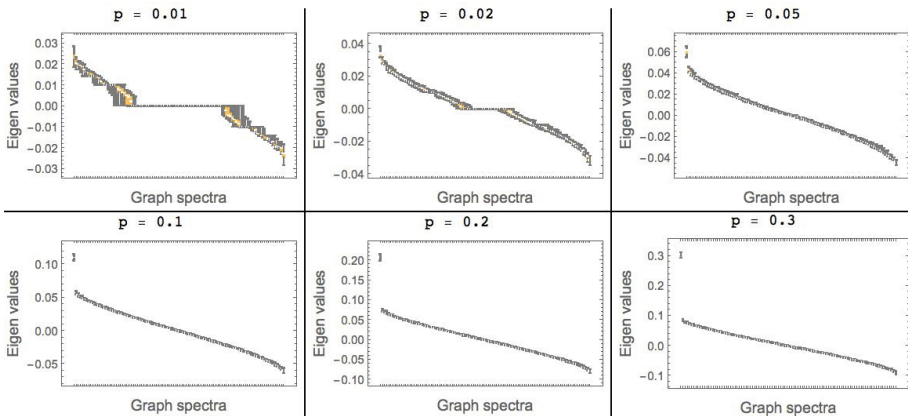 p = 0.01
p = 0.02
p = 0.05
Eigen values
0.03
0.02
0.01
0.00
-0.01
-0.02
-0.03
Graph spectra
Eigen values
0.04
0.02
0.00
-0.02
-0.04
Graph spectra
Eigen values
0.06
0.04
0.02
0.00
-0.02
-0.04
Graph spectra
p = 0.1
p = 0.2
p = 0.3
Eigen values
0.10
0.05
0.00
-0.05
Graph spectra
Eigen values
0.20
0.15
0.10
0.05
0.00
-0.05
-0.10
Graph spectra
Eigen values
0.3
0.2
0.1
0.0
-0.1
Graph spectra